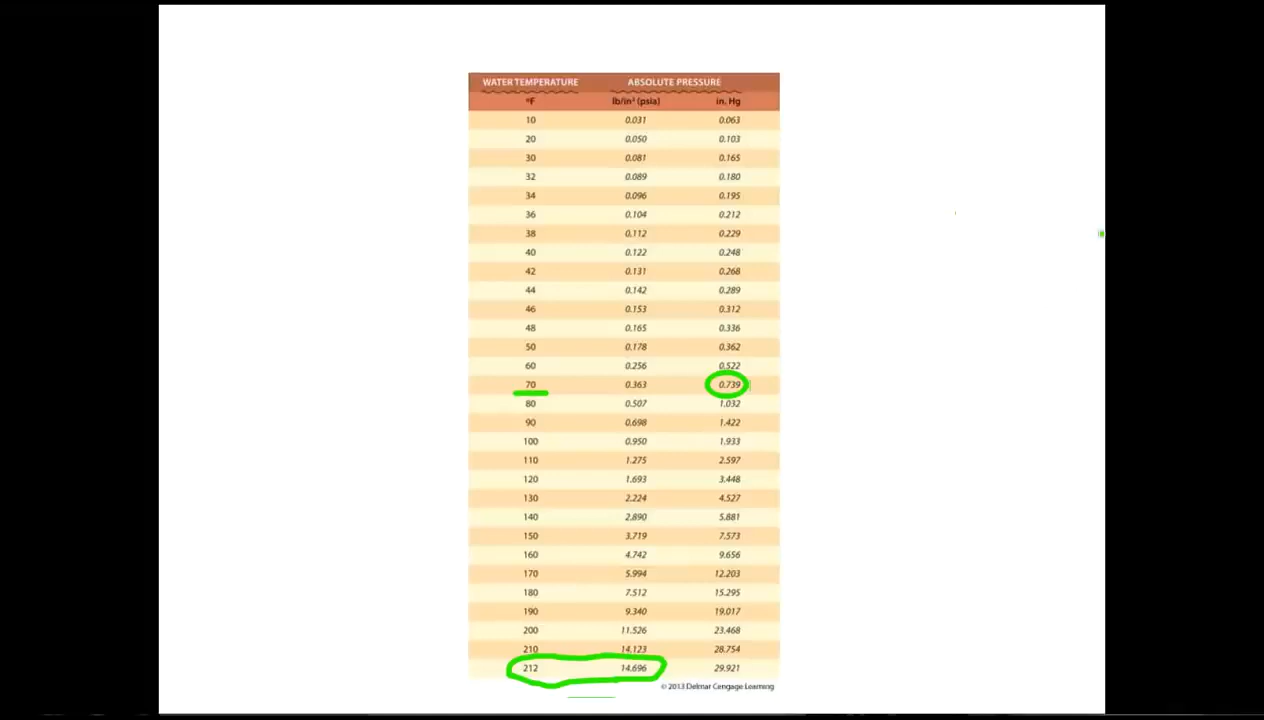 WATER TEMPERATURE ABSOLUTE PRESSURE
°F lb/in² (psia) in. Hg
10 0.031 0.063
20 0.050 0.103
30 0.081 0.165
32 0.089 0.180
34 0.096 0.195
36 0.104 0.212
38 0.112 0.229
40 0.122 0.248
42 0.131 0.268
44 0.142 0.289
46 0.153 0.312
48 0.165 0.336
50 0.178 0.362
60 0.256 0.522
70 0.363 0.739
80 0.507 1.032
90 0.698 1.422
100 0.950 1.933
110 1.275 2.597
120 1.693 3.448
130 2.224 4.527
140 2.890 5.881
150 3.719 7.573
160 4.742 9.656
170 5.994 12.203
180 7.512 15.295
190 9.340 19.017
200 11.526 23.468
210 14.123 28.754
212 14.696 29.921
© 2013 Delmar Cengage Learning